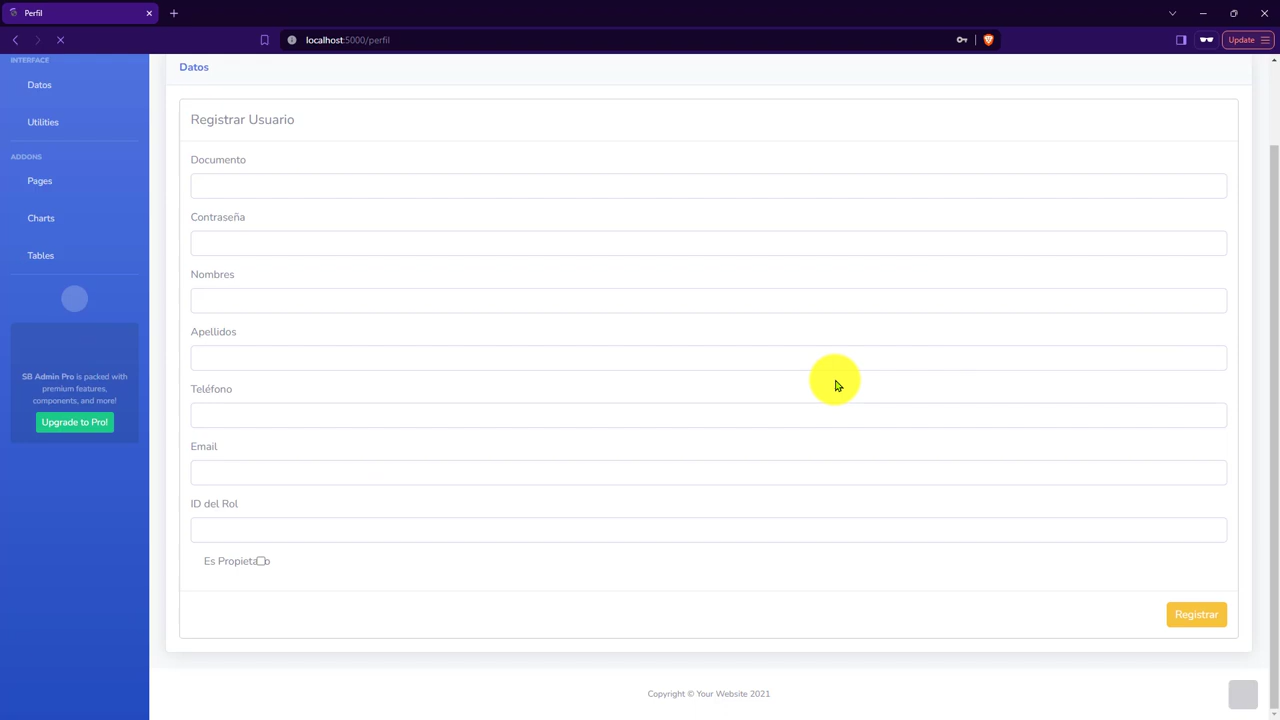 Perfil
localhost:5000/perfil
Update
INTERFACE
Datos
Utilities
ADDONS
Pages
Charts
Tables
SB Admin Pro is packed with
premium features,
components, and more!
Upgrade to Pro!
Datos
Registrar Usuario
Documento
Contraseña
Nombres
Apellidos
Teléfono
Email
ID del Rol
Es Propietario
Registrar
Copyright © Your Website 2021